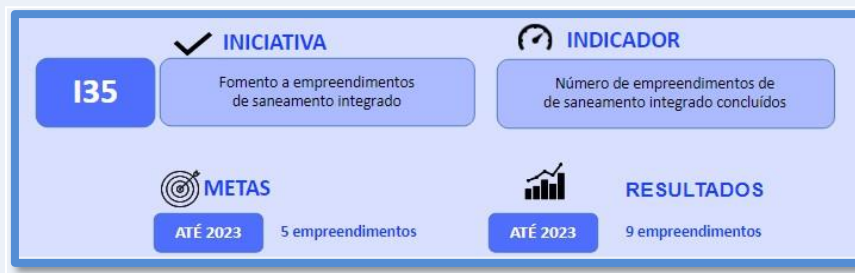 INICIATIVA
INDICADOR
I35
Fomento a empreendimentos
de saneamento integrado
Número de empreendimentos de
de saneamento integrado concluídos
METAS
RESULTADOS
ATÉ 2023
5 empreendimentos
ATÉ 2023
9 empreendimentos